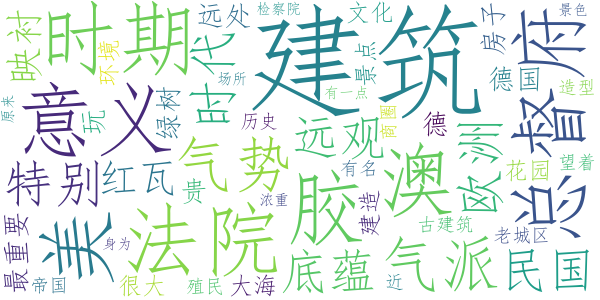 映衬
时期
时代
远处
检察院
文化
建筑
景点
房子
德国
府
景色
造型
环境
场所
有一点
原来
意义
玩
绿树
历史
商圈
德
欧洲
总督
望着
特别
红瓦
贵
气势
远观
有名
澳
花园
最重要
美
法院
浓重
胶
建造
古建筑
老城区
身为
帝国
很大
殖民
大海
底蕴
近
气派
民国